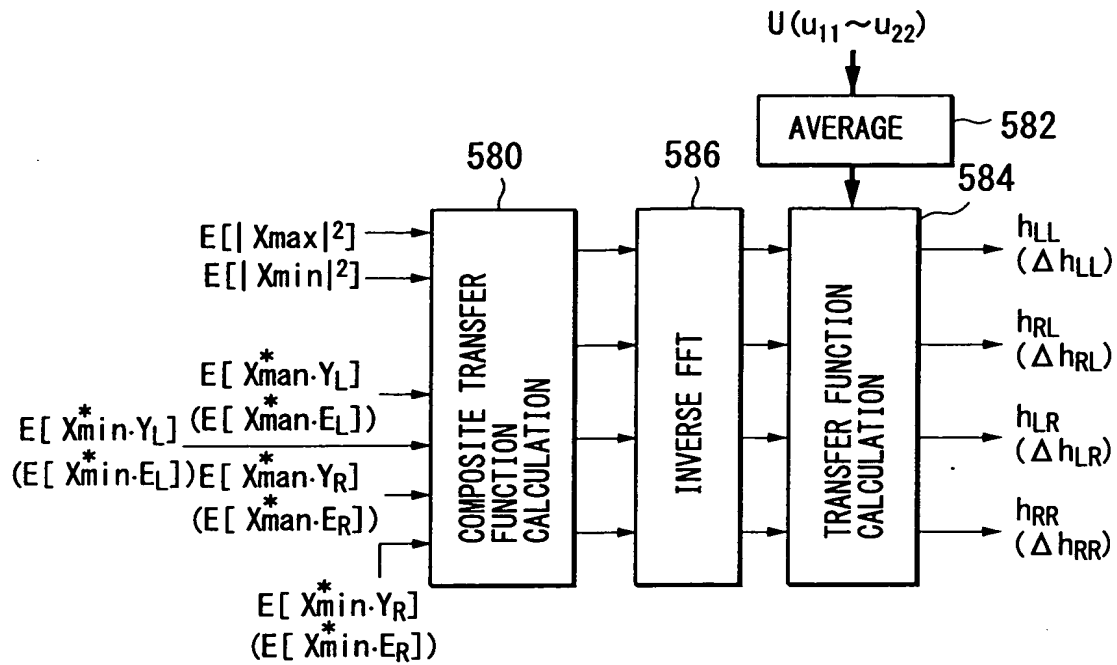 U(u11~u22)
AVERAGE
582
580
586
584
E[|Xmax|²]
E[|Xmin|²]
E[X*man·YL]
(E[X*man·EL])
E[X*min·YL]
(E[X*min·EL])
E[X*man·YR]
(E[X*man·ER])
E[X*min·YR]
(E[X*min·ER])
COMPOSITE TRANSFER
FUNCTION
CALCULATION
INVERSE FFT
TRANSFER FUNCTION
CALCULATION
hLL
(ΔhLL)
hRL
(ΔhRL)
hLR
(ΔhLR)
hRR
(ΔhRR)